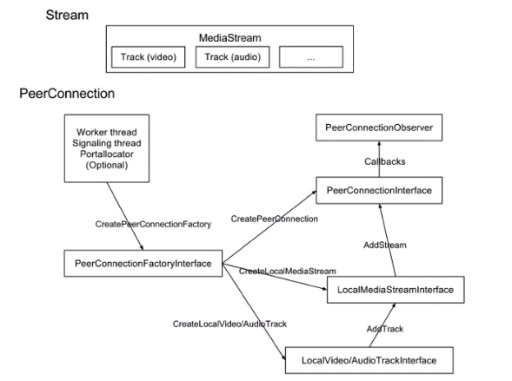 Stream
MediaStream
Track (video)
Track (audio)
...
PeerConnection
Worker thread
Signaling thread
Portallocator
(Optional)
PeerConnectionObserver
Callbacks
PeerConnectionInterface
CreatePeerConnectionFactory
CreatePeerConnection
AddStream
PeerConnectionFactoryInterface
CreateLocalMediaStream
LocalMediaStreamInterface
CreateLocalVideo/AudioTrack
AddTrack
LocalVideo/AudioTrackInterface